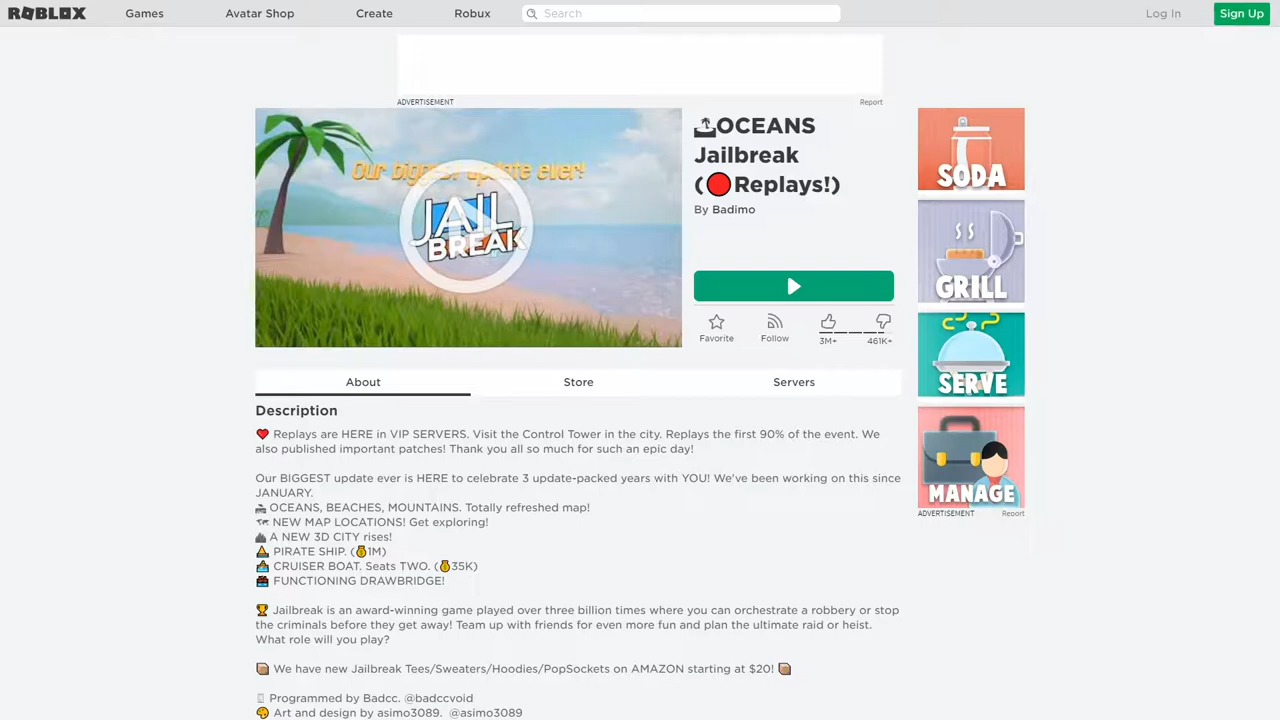 ROBLOX
Games
Avatar Shop
Create
Robux
Search
Log In
Sign Up
ADVERTISEMENT
Report
Our biggest update ever!
JAIL
BREAK
🏝OCEANS
Jailbreak
(🔴Replays!)
By Badimo
Favorite
Follow
3M+
461K+
SODA
GRILL
SERVE
MANAGE
ADVERTISEMENT
Report
About
Store
Servers
Description
❤️ Replays are HERE in VIP SERVERS. Visit the Control Tower in the city. Replays the first 90% of the event. We
also published important patches! Thank you all so much for such an epic day!
Our BIGGEST update ever is HERE to celebrate 3 update-packed years with YOU! We've been working on this since
JANUARY.
🏝 OCEANS, BEACHES, MOUNTAINS. Totally refreshed map!
🗺 NEW MAP LOCATIONS! Get exploring!
🏙 A NEW 3D CITY rises!
⛵ PIRATE SHIP. (💰1M)
🚤 CRUISER BOAT. Seats TWO. (💰35K)
FUNCTIONING DRAWBRIDGE!
🏆 Jailbreak is an award-winning game played over three billion times where you can orchestrate a robbery or stop
the criminals before they get away! Team up with friends for even more fun and plan the ultimate raid or heist.
What role will you play?
📦 We have new Jailbreak Tees/Sweaters/Hoodies/PopSockets on AMAZON starting at $20! 📦
Programmed by Badcc. @badccvoid
🎨 Art and design by asimo3089. @asimo3089